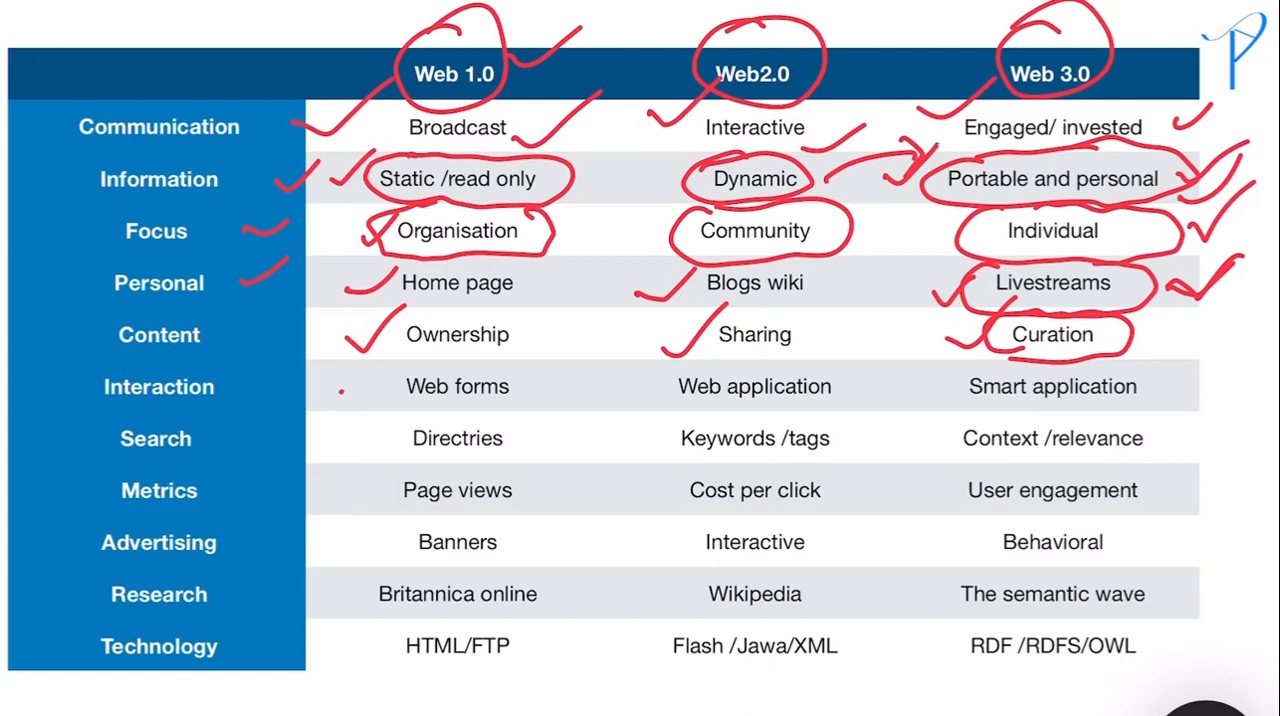 Web 1.0 Web2.0 Web 3.0
Communication Broadcast Interactive Engaged/ invested
Information Static /read only Dynamic Portable and personal
Focus Organisation Community Individual
Personal Home page Blogs wiki Livestreams
Content Ownership Sharing Curation
Interaction Web forms Web application Smart application
Search Directries Keywords /tags Context /relevance
Metrics Page views Cost per click User engagement
Advertising Banners Interactive Behavioral
Research Britannica online Wikipedia The semantic wave
Technology HTML/FTP Flash /Jawa/XML RDF /RDFS/OWL